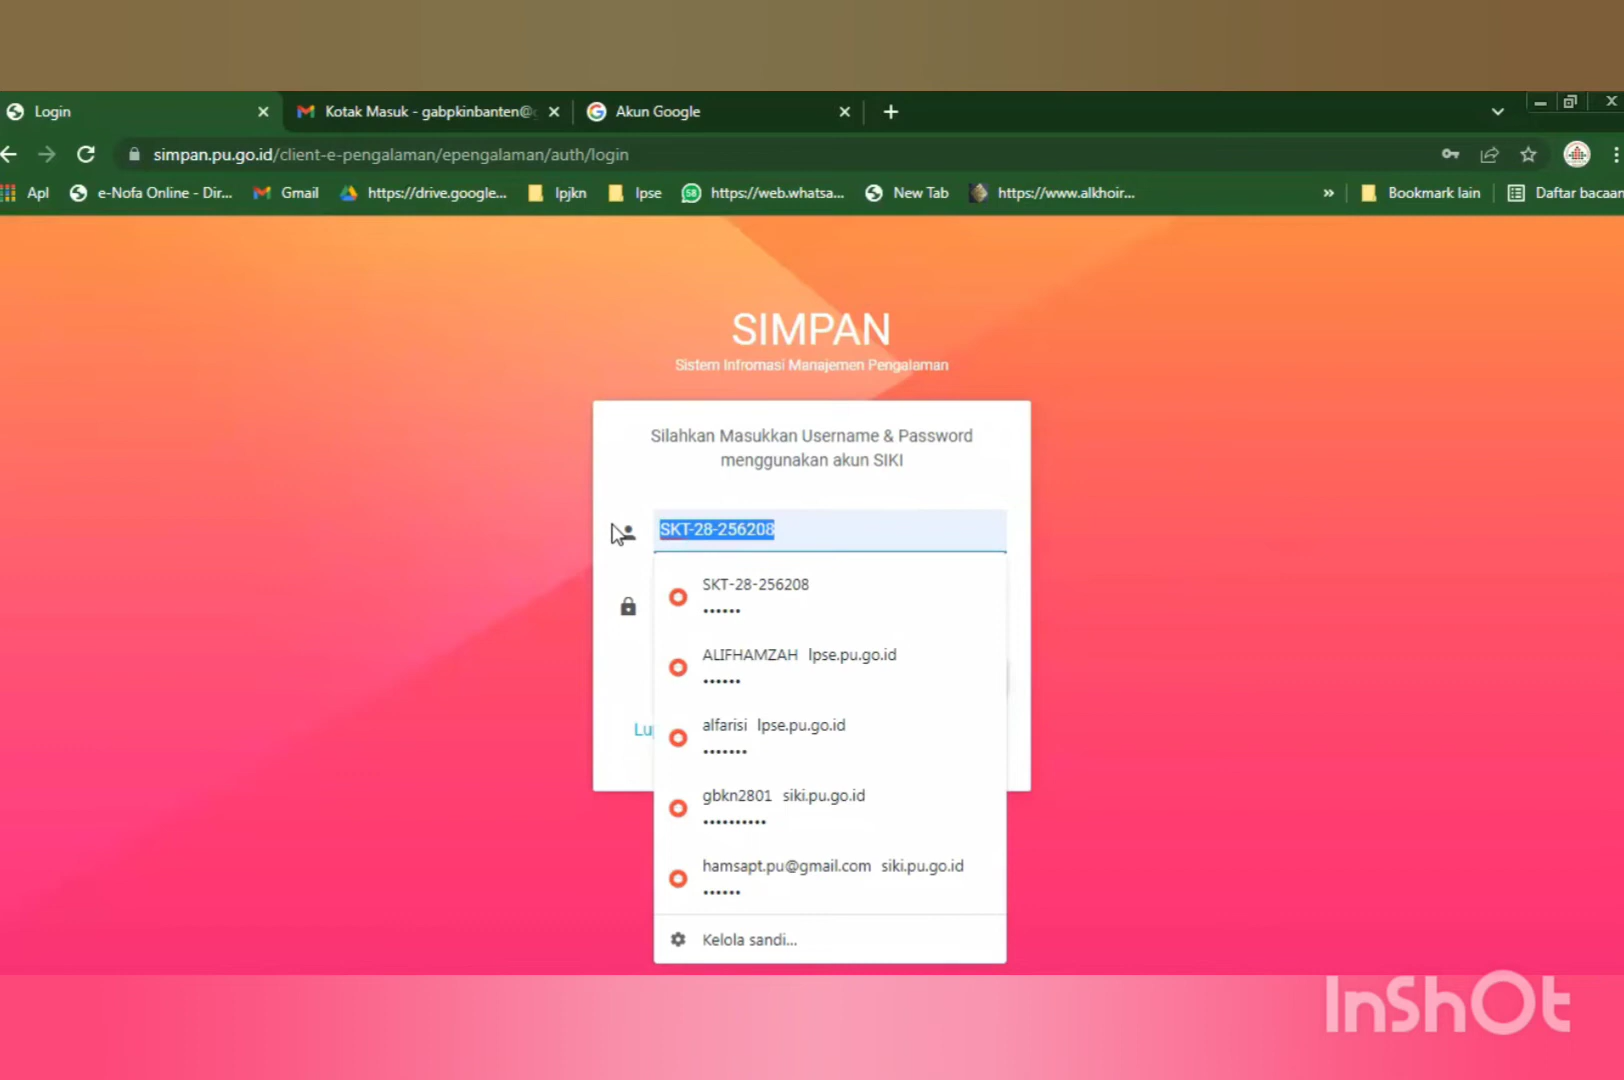 Login
Kotak Masuk - gabpkinbanten@
Akun Google
simpan.pu.go.id/client-e-pengalaman/epengalaman/auth/login
Apl
e-Nofa Online - Dir...
Gmail
https://drive.google...
lpjkn
lpse
58
https://web.whatsa...
New Tab
https://www.alkhoir...
»
Bookmark lain
Daftar bacaan
SIMPAN
Sistem Infromasi Manajemen Pengalaman
Silahkan Masukkan Username & Password
menggunakan akun SIKI
SKT-28-256208
SKT-28-256208
••••••
ALIFHAMZAH lpse.pu.go.id
••••••
Lu
alfarisi lpse.pu.go.id
•••••••
gbkn2801 siki.pu.go.id
••••••••••
hamsapt.pu@gmail.com siki.pu.go.id
••••••
Kelola sandi...
InShOt